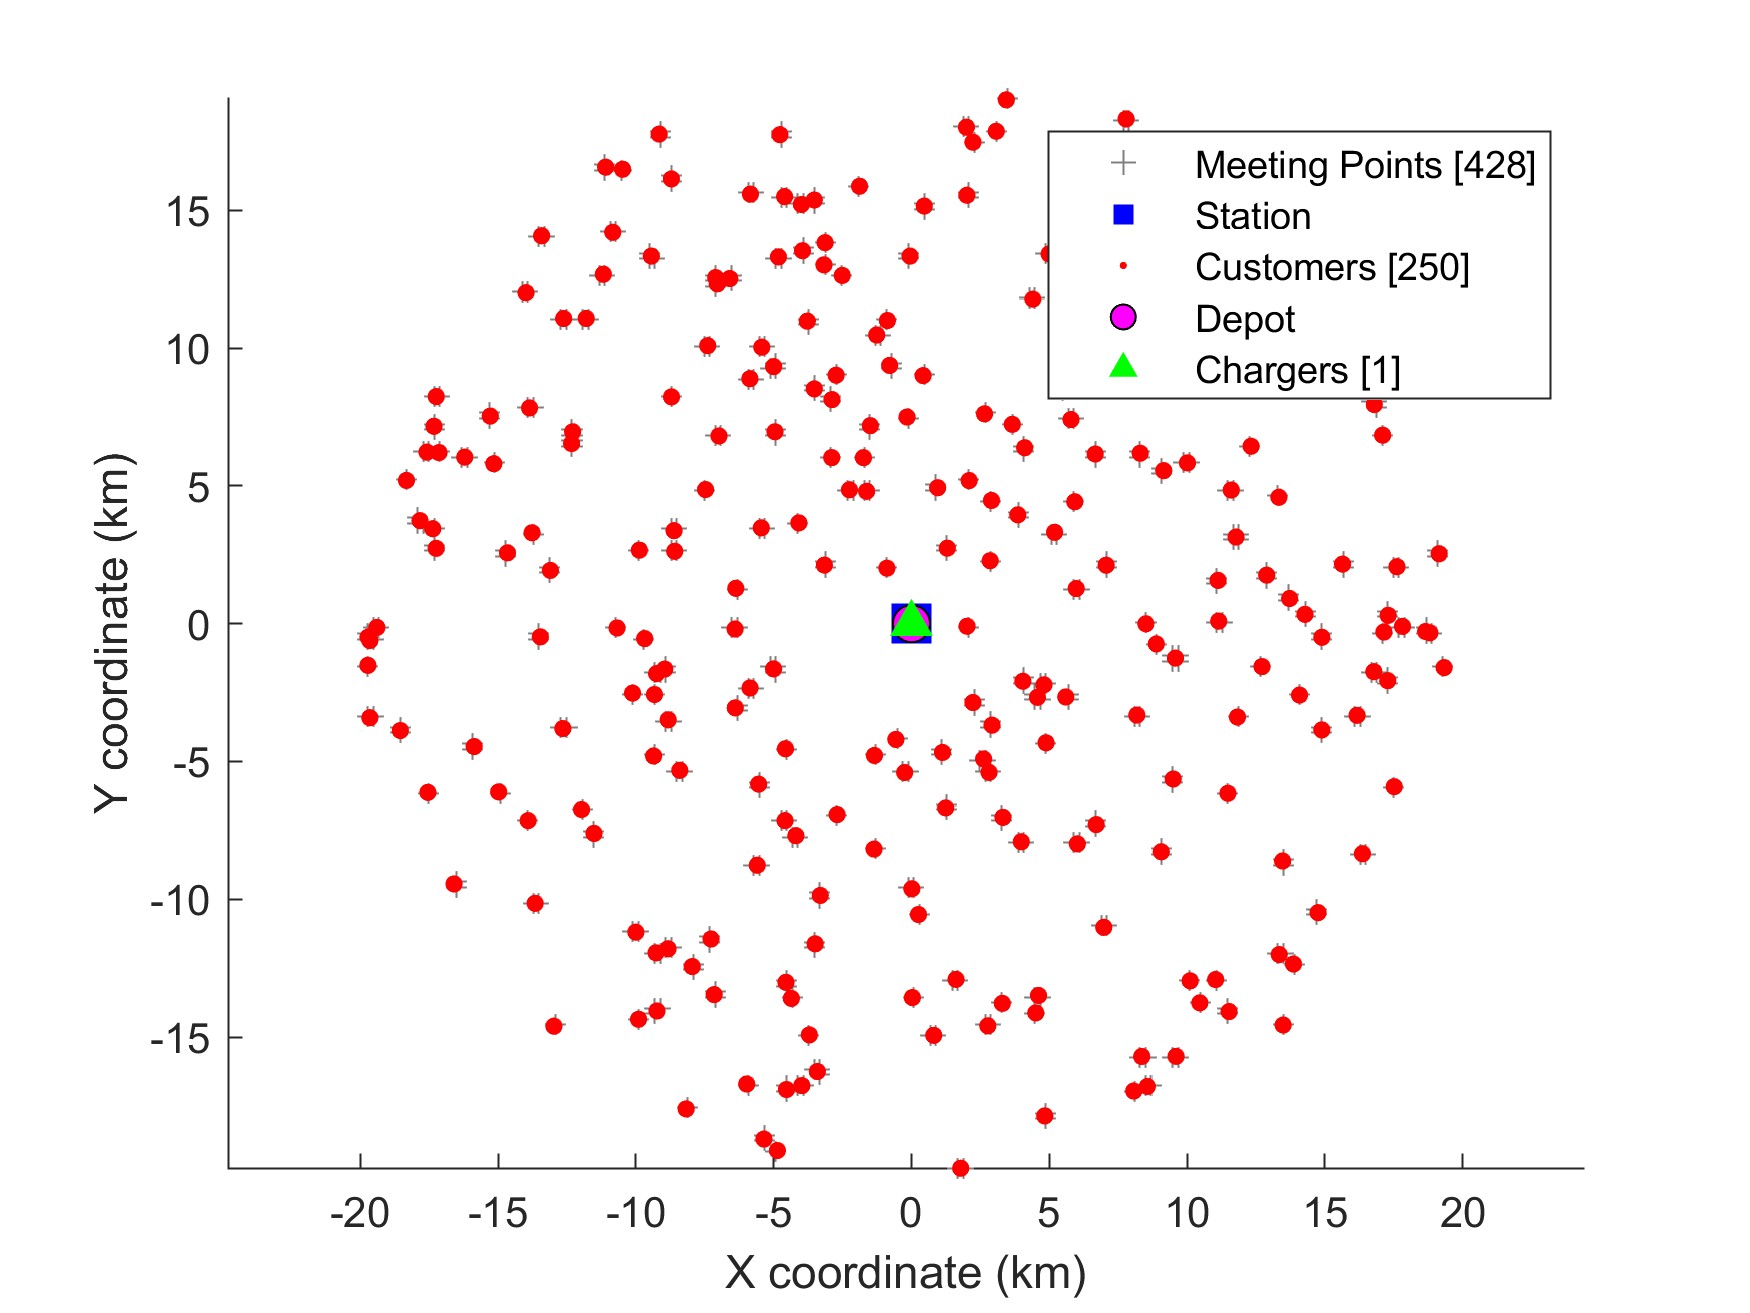 Meeting Points [428]
Station
Customers [250]
Depot
Chargers [1]
15
10
5
0
-5
-10
-15
Y coordinate (km)
-20 -15 -10 -5 0 5 10 15 20
X coordinate (km)